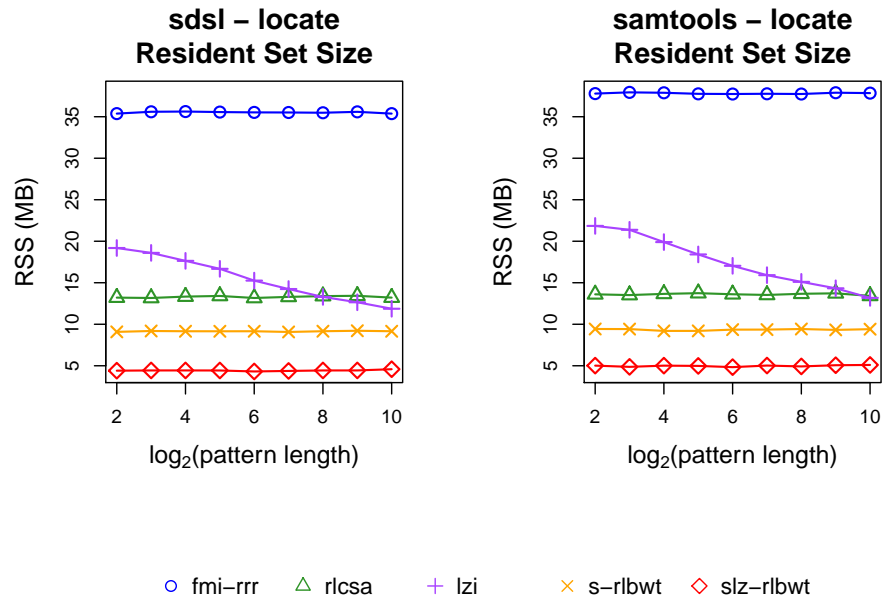 sdsl – locate
Resident Set Size
RSS (MB)
35
30
25
20
15
10
5
2 4 6 8 10
log2(pattern length)
samtools – locate
Resident Set Size
RSS (MB)
35
30
25
20
15
10
5
2 4 6 8 10
log2(pattern length)
fmi−rrr rlcsa lzi s−rlbwt slz−rlbwt